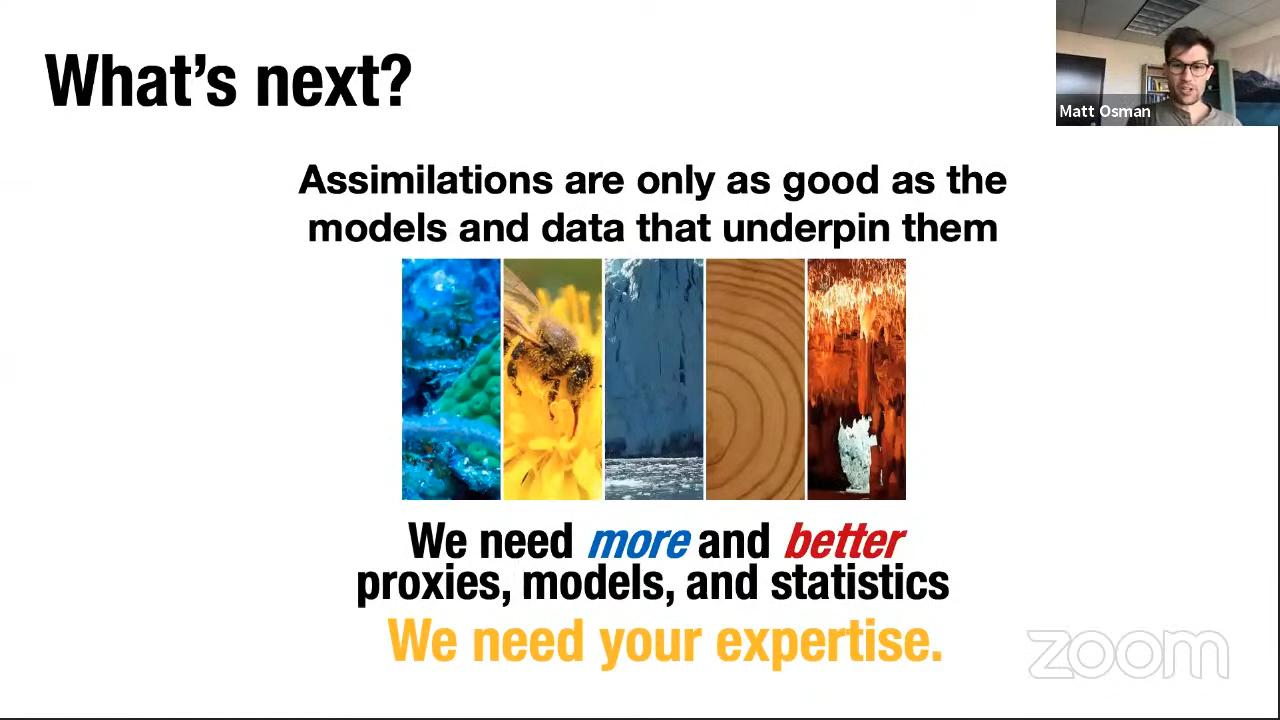 What's next?
Matt Osman
Assimilations are only as good as the
models and data that underpin them
We need more and better
proxies, models, and statistics
We need your expertise.
zoom